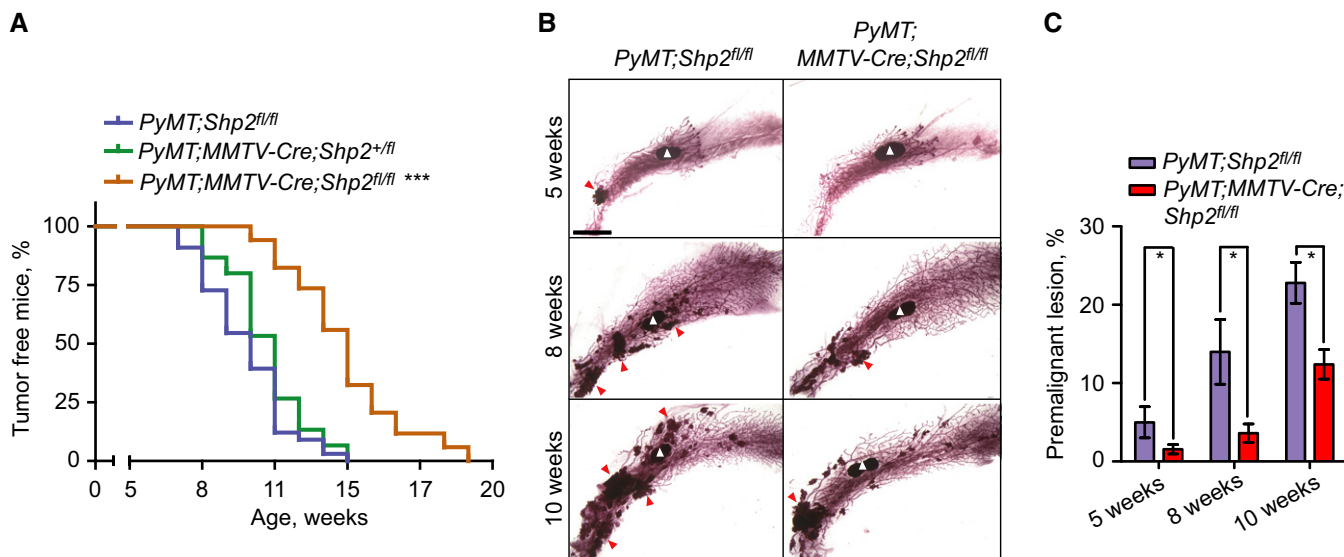 A
PyMT;Shp2fl/fl
PyMT;MMTV-Cre;Shp2+/fl
PyMT;MMTV-Cre;Shp2fl/fl ***
Tumor free mice, %
100
75
50
25
0
0 5 8 11 15 17 20
Age, weeks
B
PyMT;Shp2fl/fl
PyMT;
MMTV-Cre;Shp2fl/fl
5 weeks
8 weeks
10 weeks
C
PyMT;Shp2fl/fl
PyMT;MMTV-Cre;
Shp2fl/fl
Premalignant lesion, %
30
20
10
0
* * *
5 weeks
8 weeks
10 weeks